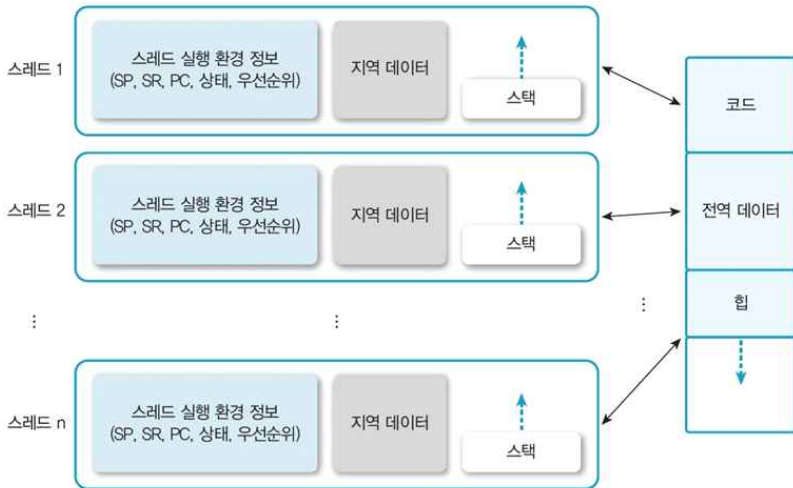 스레드 1
스레드 실행 환경 정보
(SP, SR, PC, 상태, 우선순위)
지역 데이터
스택
코드
스레드 2
스레드 실행 환경 정보
(SP, SR, PC, 상태, 우선순위)
지역 데이터
스택
전역 데이터
힙
⋮
⋮
⋮
스레드 n
스레드 실행 환경 정보
(SP, SR, PC, 상태, 우선순위)
지역 데이터
스택